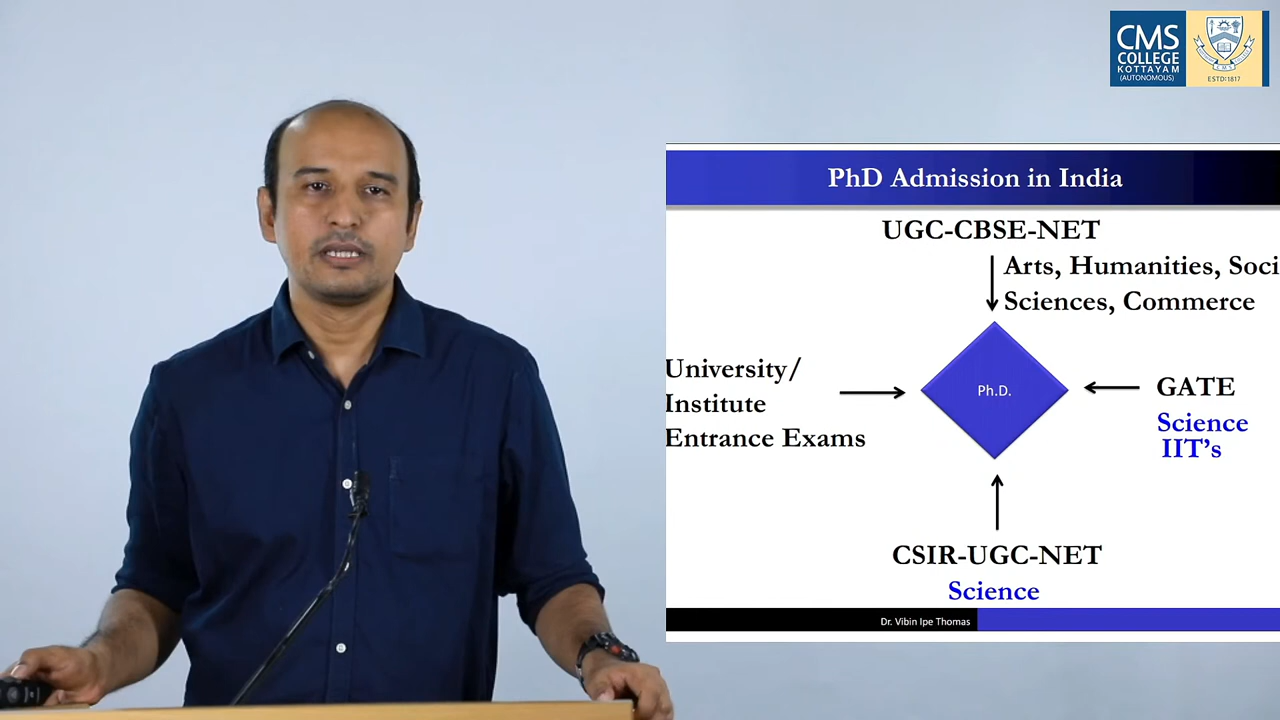 CMS
COLLEGE
KOTTAYAM
(AUTONOMOUS)
ESTD:1817
PhD Admission in India
UGC-CBSE-NET
Arts, Humanities, Soci
Sciences, Commerce
University/
Institute
Entrance Exams
Ph.D.
GATE
Science
IIT's
CSIR-UGC-NET
Science
Dr. Vibin Ipe Thomas